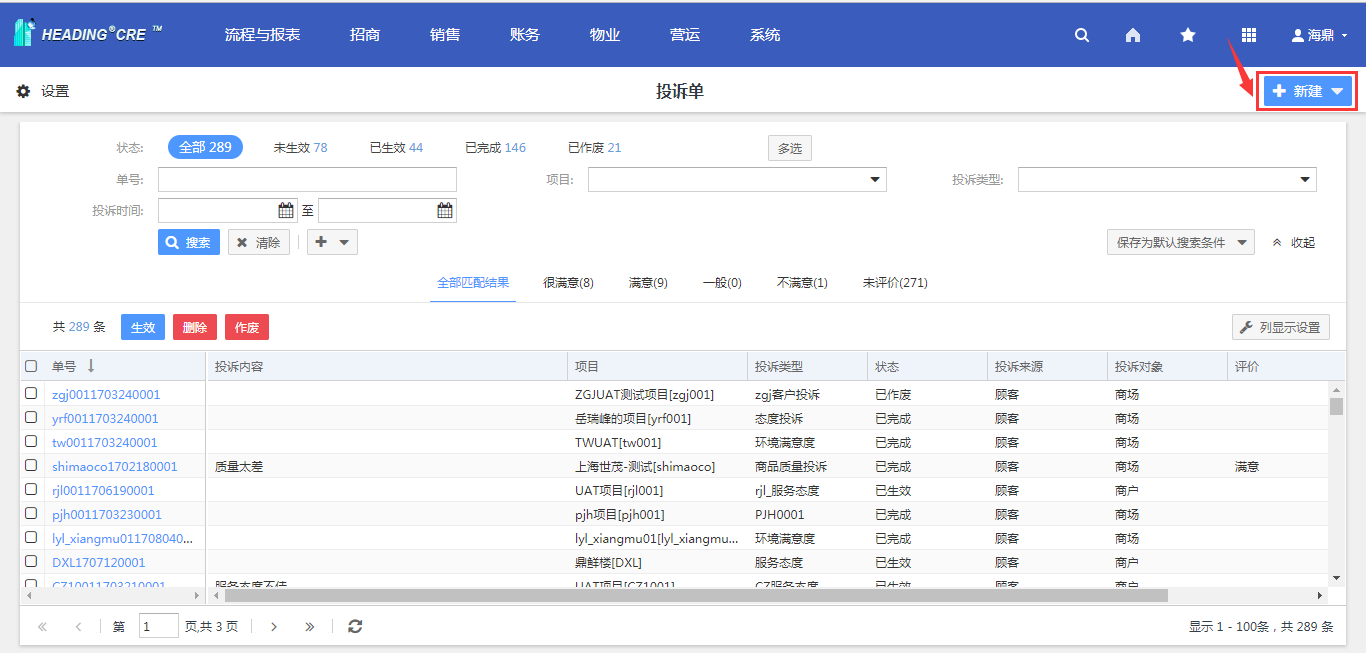 HEADING®CRE ™ 流程与报表 招商 销售 账务 物业 营运 系统 海鼎
设置 投诉单 新建
状态: 全部 289 未生效 78 已生效 44 已完成 146 已作废 21 多选
单号: 项目: 投诉类型:
投诉时间: 至
搜索 清除 保存为默认搜索条件 收起
全部匹配结果 很满意(8) 满意(9) 一般(0) 不满意(1) 未评价(271)
共 289 条 生效 删除 作废 列显示设置
单号 投诉内容 项目 投诉类型 状态 投诉来源 投诉对象 评价
zgj0011703240001 ZGJUAT测试项目[zgj001] zgj客户投诉 已作废 顾客 商场
yrf0011703240001 岳瑞峰的项目[yrf001] 态度投诉 已完成 顾客 商场
tw0011703240001 TWUAT[tw001] 环境满意度 已完成 顾客 商场
shimaoco1702180001 质量太差 上海世茂-测试[shimaoco] 商品质量投诉 已完成 顾客 商场 满意
rjl0011706190001 UAT项目[rjl001] rjl_服务态度 已生效 顾客 商户
pjh0011703230001 pjh项目[pjh001] PJH0001 已完成 顾客 商场
lyl_xiangmu011708040... lyl_xiangmu01[lyl_xiangmu... 环境满意度 已完成 顾客 商场
DXL1707120001 鼎鲜楼[DXL] 服务态度 已生效 顾客 商户
CZ10011703210001 服务态度不佳 UAT项目[CZ1001] CZ服务态度 已生效 顾客 商户
第 1 页,共 3 页 显示 1 - 100条，共 289 条